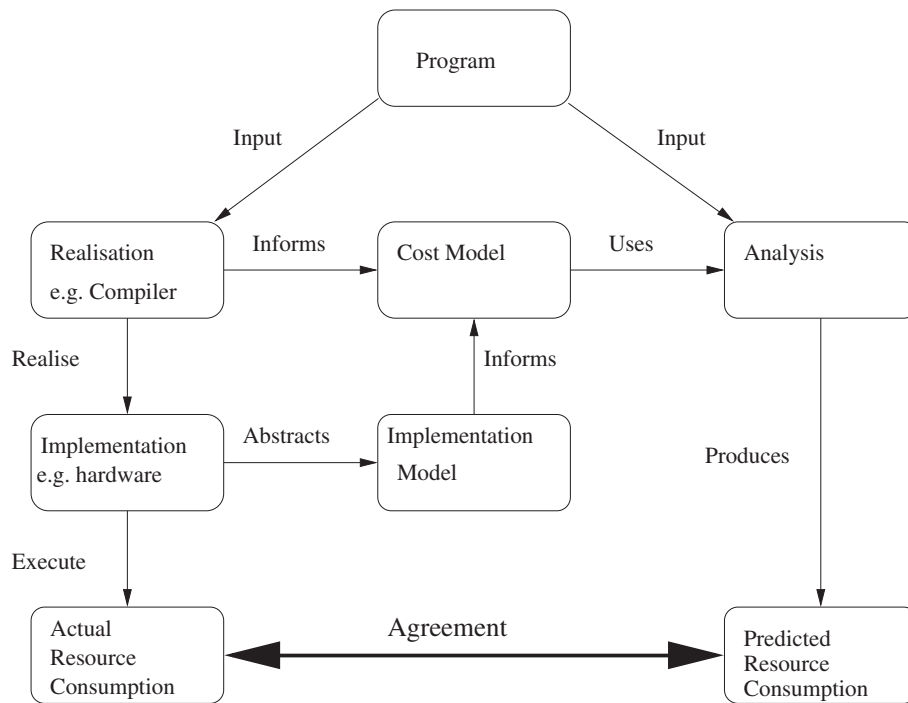 Program
Input
Input
Realisation
e.g. Compiler
Informs
Cost Model
Uses
Analysis
Realise
Informs
Implementation
e.g. hardware
Abstracts
Implementation
Model
Produces
Execute
Actual
Resource
Consumption
Agreement
Predicted
Resource
Consumption